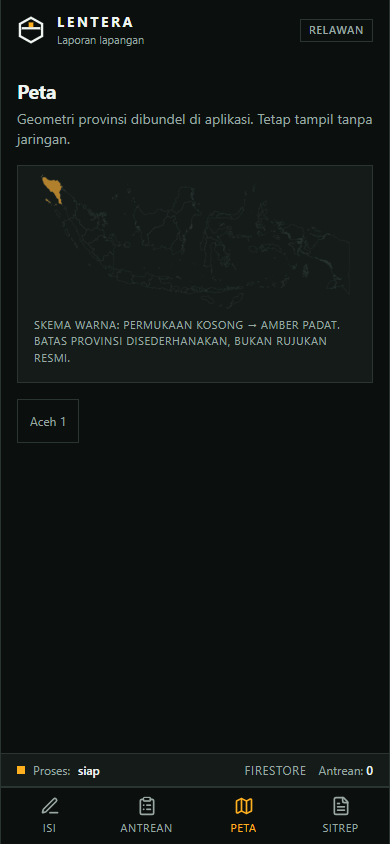 LENTERA
Laporan lapangan
RELAWAN
Peta
Geometri provinsi dibundel di aplikasi. Tetap tampil tanpa
jaringan.
SKEMA WARNA: PERMUKAAN KOSONG → AMBER PADAT.
BATAS PROVINSI DISEDERHANAKAN, BUKAN RUJUKAN
RESMI.
Aceh 1
Proses: siap
FIRESTORE Antrean: 0
ISI
ANTREAN
PETA
SITREP